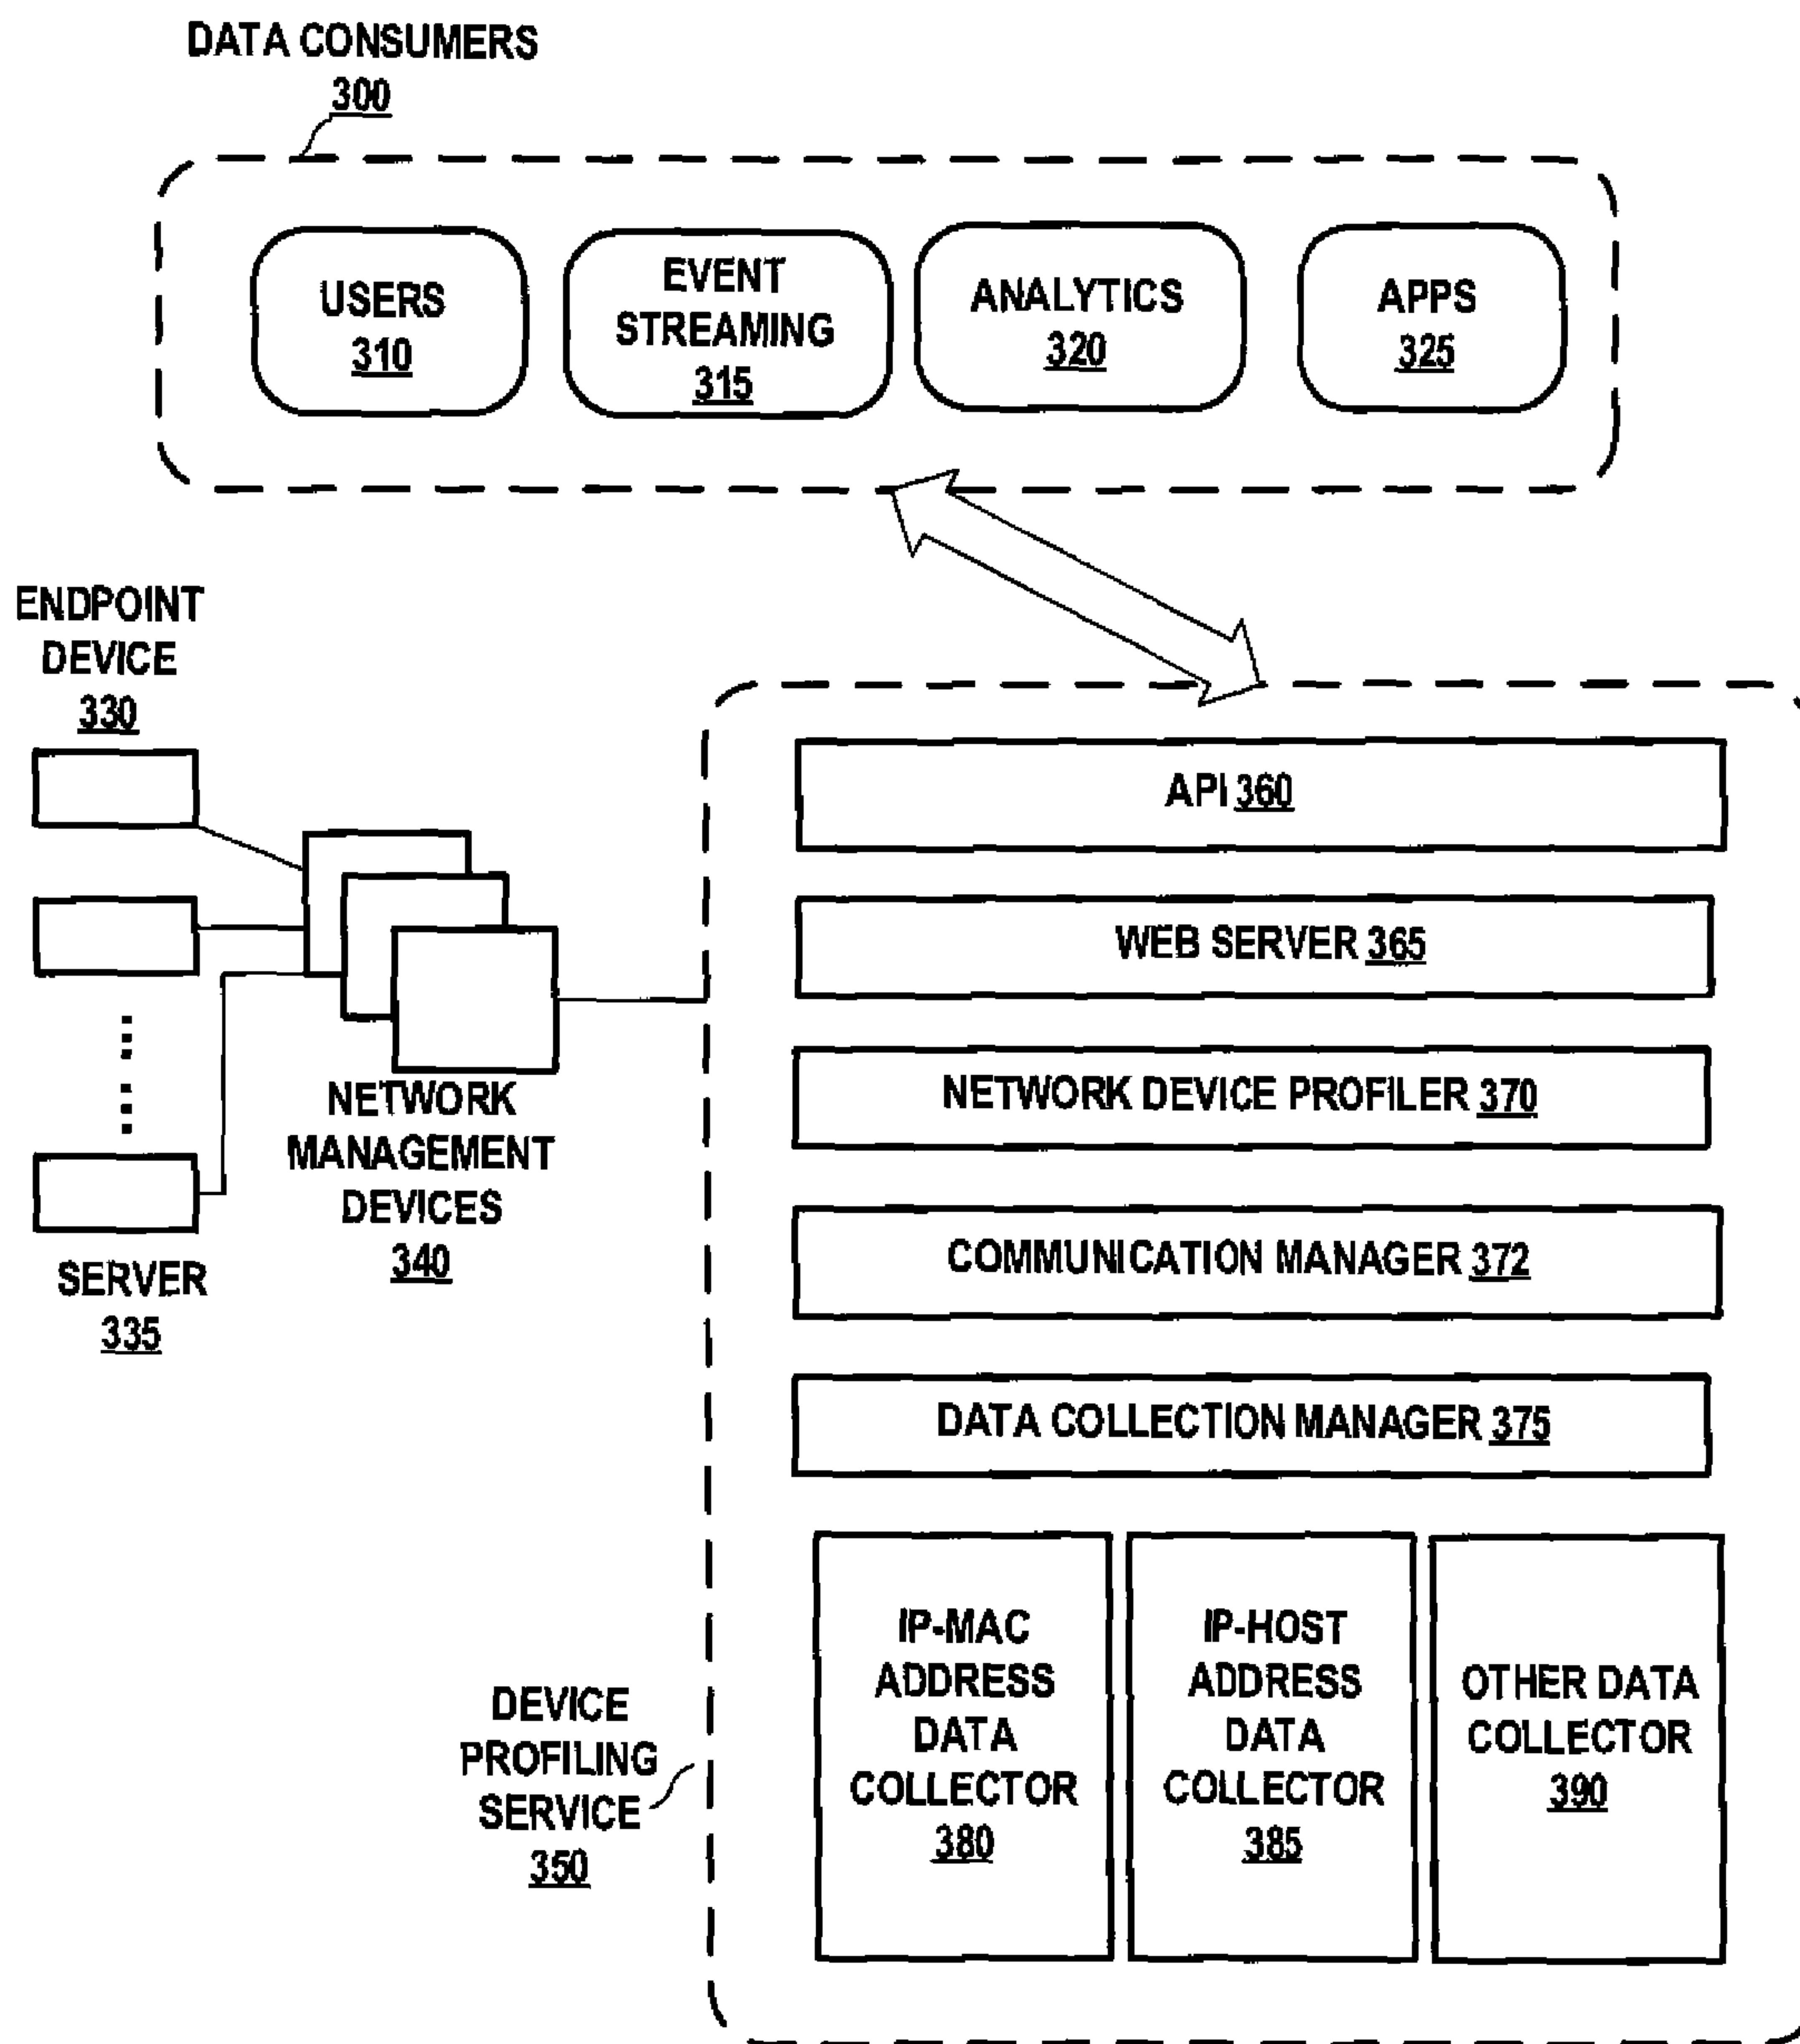 DATA CONSUMERS
300
USERS
310
EVENT
STREAMING
315
ANALYTICS
320
APPS
325
ENDPOINT
DEVICE
330
SERVER
335
NETWORK
MANAGEMENT
DEVICES
340
API 360
WEB SERVER 365
NETWORK DEVICE PROFILER 370
COMMUNICATION MANAGER 372
DATA COLLECTION MANAGER 375
IP-MAC
ADDRESS
DATA
COLLECTOR
380
IP-HOST
ADDRESS
DATA
COLLECTOR
385
OTHER DATA
COLLECTOR
390
DEVICE
PROFILING
SERVICE
350